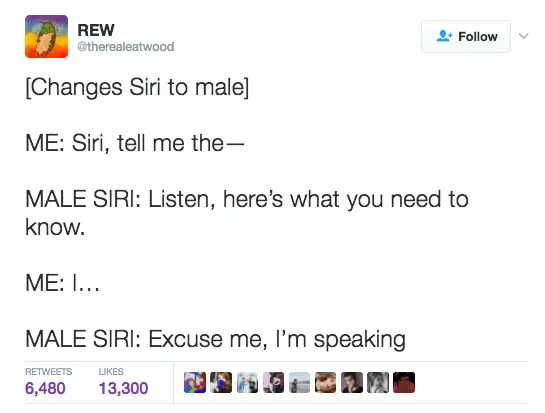 REW
@therealeatwood
Follow
[Changes Siri to male]
ME: Siri, tell me the—
MALE SIRI: Listen, here's what you need to
know.
ME: I...
MALE SIRI: Excuse me, I'm speaking
RETWEETS
6,480
LIKES
13,300